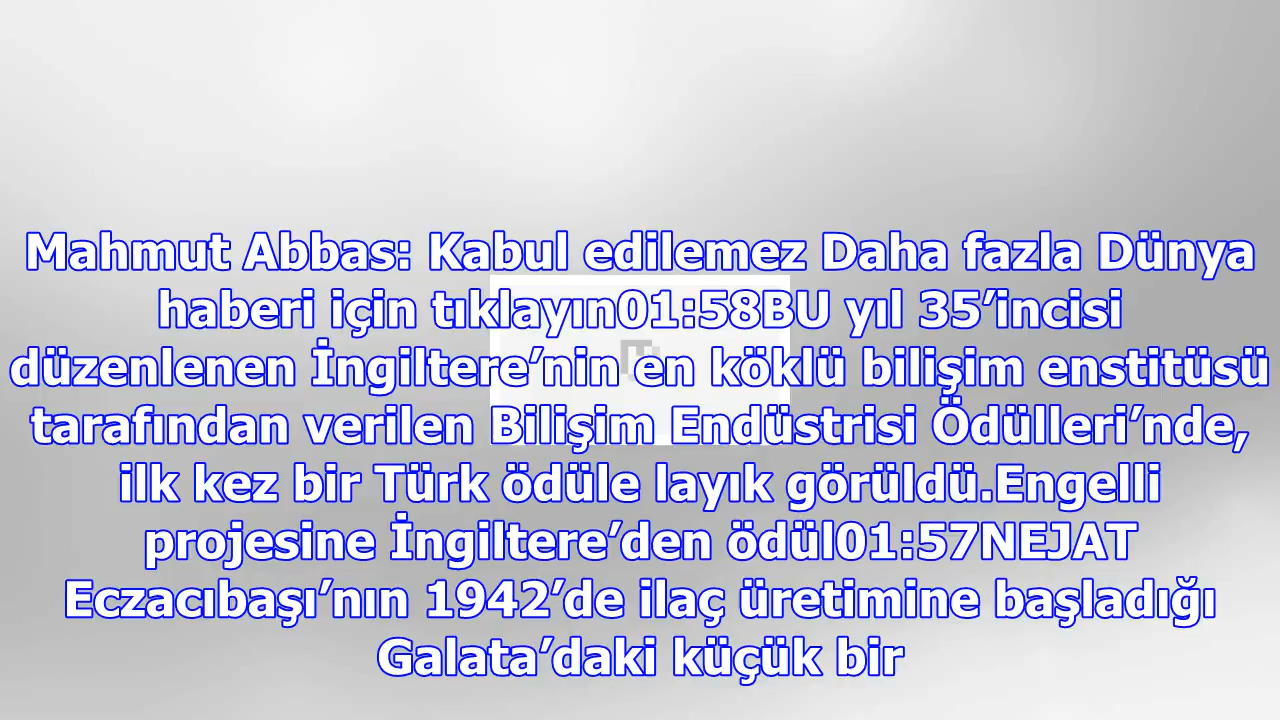 Mahmut Abbas: Kabul edilemez Daha fazla Dünya
haberi için tıklayın01:58BU yıl 35’incisi
düzenlenen İngiltere’nin en köklü bilişim enstitüsü
tarafından verilen Bilişim Endüstrisi Ödülleri’nde,
ilk kez bir Türk ödüle layık görüldü.Engelli
projesine İngiltere’den ödül01:57NEJAT
Eczacıbaşı’nın 1942’de ilaç üretimine başladığı
Galata’daki küçük bir